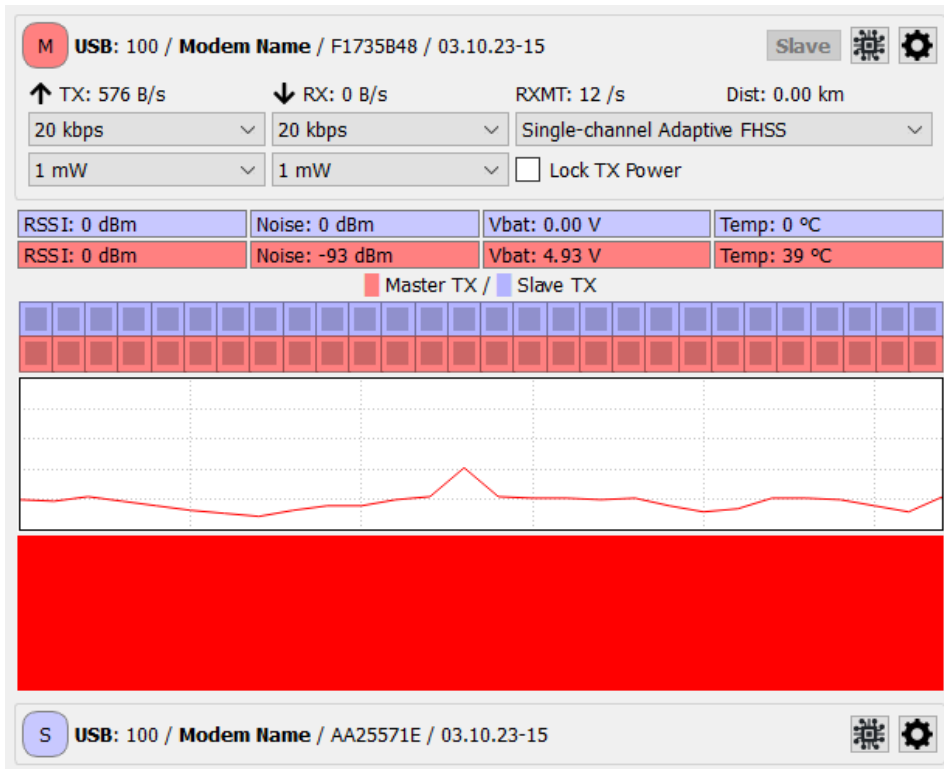 M USB: 100 / Modem Name / F1735B48 / 03.10.23-15 Slave
TX: 576 B/s RX: 0 B/s RXMT: 12 /s Dist: 0.00 km
20 kbps 20 kbps Single-channel Adaptive FHSS
1 mW 1 mW Lock TX Power
RSSI: 0 dBm Noise: 0 dBm Vbat: 0.00 V Temp: 0 ºC
RSSI: 0 dBm Noise: -93 dBm Vbat: 4.93 V Temp: 39 ºC
Master TX / Slave TX
S USB: 100 / Modem Name / AA25571E / 03.10.23-15